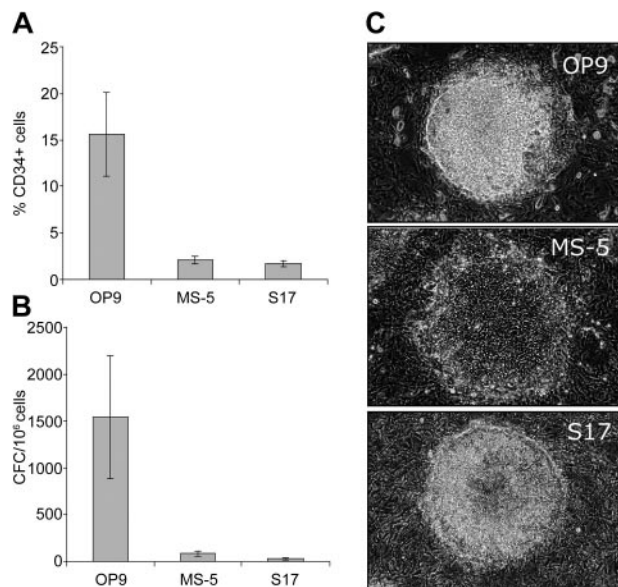 A
25
20
15
10
5
0
% CD34+ cells
OP9 MS-5 S17
B
2500
2000
1500
1000
500
0
CFC/10⁶ cells
OP9 MS-5 S17
C
OP9
MS-5
S17